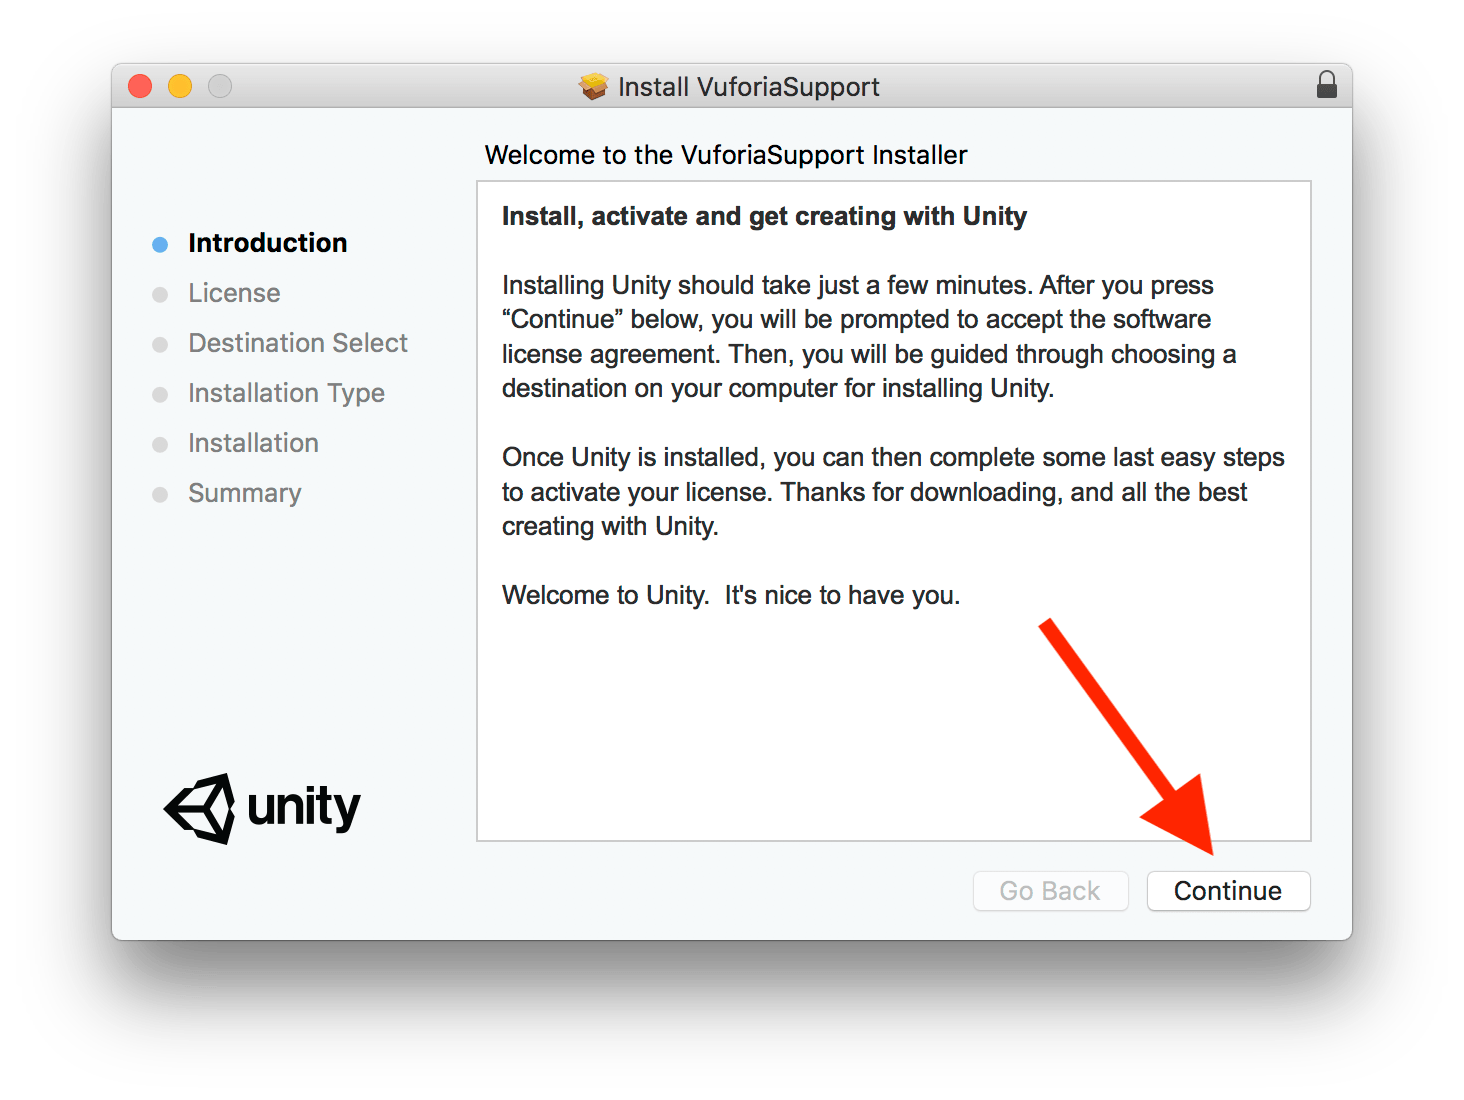 Install VuforiaSupport
Welcome to the VuforiaSupport Installer
Introduction
License
Destination Select
Installation Type
Installation
Summary
Install, activate and get creating with Unity
Installing Unity should take just a few minutes. After you press
“Continue” below, you will be prompted to accept the software
license agreement. Then, you will be guided through choosing a
destination on your computer for installing Unity.
Once Unity is installed, you can then complete some last easy steps
to activate your license. Thanks for downloading, and all the best
creating with Unity.
Welcome to Unity.  It's nice to have you.
unity
Go Back
Continue